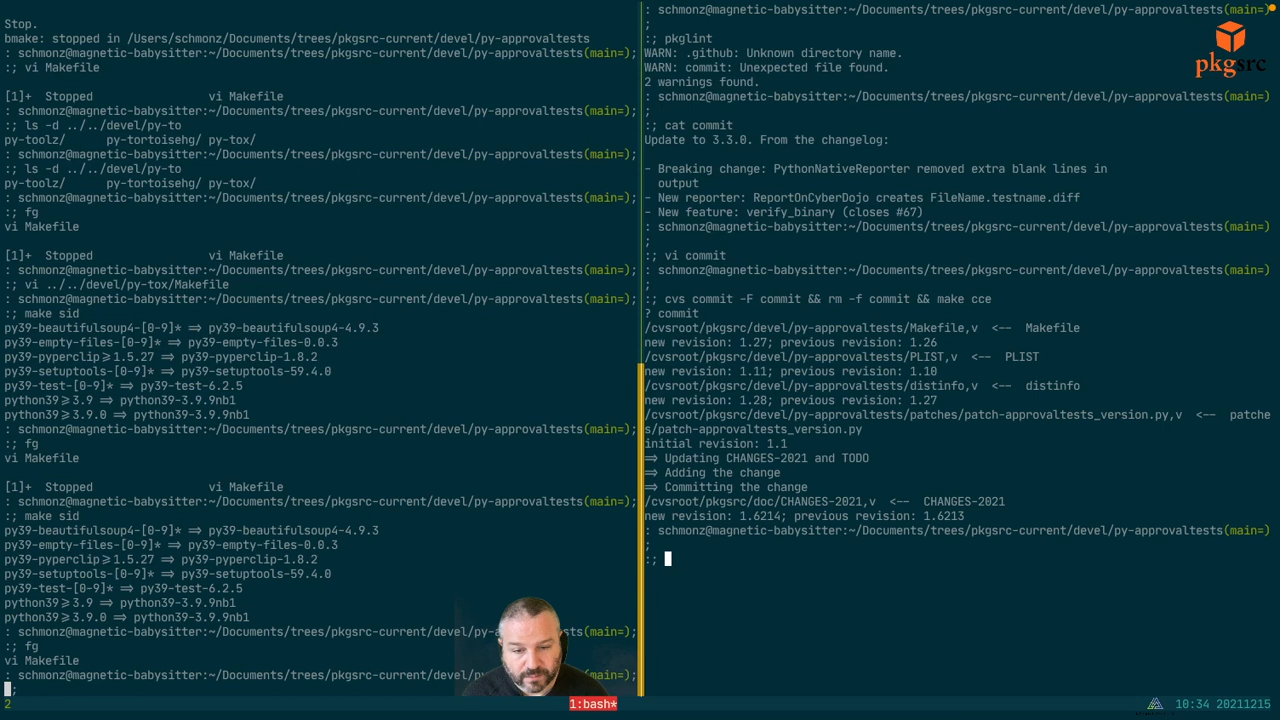 Stop.
bmake: stopped in /Users/schmonz/Documents/trees/pkgsrc-current/devel/py-approvaltests
: schmonz@magnetic-babysitter:~/Documents/trees/pkgsrc-current/devel/py-approvaltests(main=);
:; vi Makefile
[1]+  Stopped                 vi Makefile
: schmonz@magnetic-babysitter:~/Documents/trees/pkgsrc-current/devel/py-approvaltests(main=);
:; ls -d ../../devel/py-to
py-toolz/      py-tortoisehg/ py-tox/
: schmonz@magnetic-babysitter:~/Documents/trees/pkgsrc-current/devel/py-approvaltests(main=);
:; ls -d ../../devel/py-to
py-toolz/      py-tortoisehg/ py-tox/
: schmonz@magnetic-babysitter:~/Documents/trees/pkgsrc-current/devel/py-approvaltests(main=);
:; fg
vi Makefile
[1]+  Stopped                 vi Makefile
: schmonz@magnetic-babysitter:~/Documents/trees/pkgsrc-current/devel/py-approvaltests(main=);
:; vi ../../devel/py-tox/Makefile
: schmonz@magnetic-babysitter:~/Documents/trees/pkgsrc-current/devel/py-approvaltests(main=);
:; make sid
py39-beautifulsoup4-[0-9]* => py39-beautifulsoup4-4.9.3
py39-empty-files-[0-9]* => py39-empty-files-0.0.3
py39-pyperclip>=1.5.27 => py39-pyperclip-1.8.2
py39-setuptools-[0-9]* => py39-setuptools-59.4.0
py39-test-[0-9]* => py39-test-6.2.5
python39>=3.9 => python39-3.9.9nb1
python39>=3.9.0 => python39-3.9.9nb1
: schmonz@magnetic-babysitter:~/Documents/trees/pkgsrc-current/devel/py-approvaltests(main=);
:; fg
vi Makefile
[1]+  Stopped                 vi Makefile
: schmonz@magnetic-babysitter:~/Documents/trees/pkgsrc-current/devel/py-approvaltests(main=);
:; make sid
py39-beautifulsoup4-[0-9]* => py39-beautifulsoup4-4.9.3
py39-empty-files-[0-9]* => py39-empty-files-0.0.3
py39-pyperclip>=1.5.27 => py39-pyperclip-1.8.2
py39-setuptools-[0-9]* => py39-setuptools-59.4.0
py39-test-[0-9]* => py39-test-6.2.5
python39>=3.9 => python39-3.9.9nb1
python39>=3.9.0 => python39-3.9.9nb1
: schmonz@magnetic-babysitter:~/Documents/trees/pkgsrc-current/devel/py sts(main=);
:; fg
vi Makefile
: schmonz@magnetic-babysitter:~/Documents/trees/pkgsrc-current/devel/py sts(main=);
;
: schmonz@magnetic-babysitter:~/Documents/trees/pkgsrc-current/devel/py-approvaltests(main=)
;
:; pkglint
WARN: .github: Unknown directory name.
WARN: commit: Unexpected file found.
2 warnings found.
: schmonz@magnetic-babysitter:~/Documents/trees/pkgsrc-current/devel/py-approvaltests(main=)
;
:; cat commit
Update to 3.3.0. From the changelog:
- Breaking change: PythonNativeReporter removed extra blank lines in
  output
- New reporter: ReportOnCyberDojo creates FileName.testname.diff
- New feature: verify_binary (closes #67)
: schmonz@magnetic-babysitter:~/Documents/trees/pkgsrc-current/devel/py-approvaltests(main=)
;
:; vi commit
: schmonz@magnetic-babysitter:~/Documents/trees/pkgsrc-current/devel/py-approvaltests(main=)
;
:; cvs commit -F commit && rm -f commit && make cce
? commit
/cvsroot/pkgsrc/devel/py-approvaltests/Makefile,v  <--  Makefile
new revision: 1.27; previous revision: 1.26
/cvsroot/pkgsrc/devel/py-approvaltests/PLIST,v  <--  PLIST
new revision: 1.11; previous revision: 1.10
/cvsroot/pkgsrc/devel/py-approvaltests/distinfo,v  <--  distinfo
new revision: 1.28; previous revision: 1.27
/cvsroot/pkgsrc/devel/py-approvaltests/patches/patch-approvaltests_version.py,v  <--  patche
s/patch-approvaltests_version.py
initial revision: 1.1
=> Updating CHANGES-2021 and TODO
=> Adding the change
=> Committing the change
/cvsroot/pkgsrc/doc/CHANGES-2021,v  <--  CHANGES-2021
new revision: 1.6214; previous revision: 1.6213
: schmonz@magnetic-babysitter:~/Documents/trees/pkgsrc-current/devel/py-approvaltests(main=)
;
:;
pkgsrc
2
1:bash*
10:34 20211215